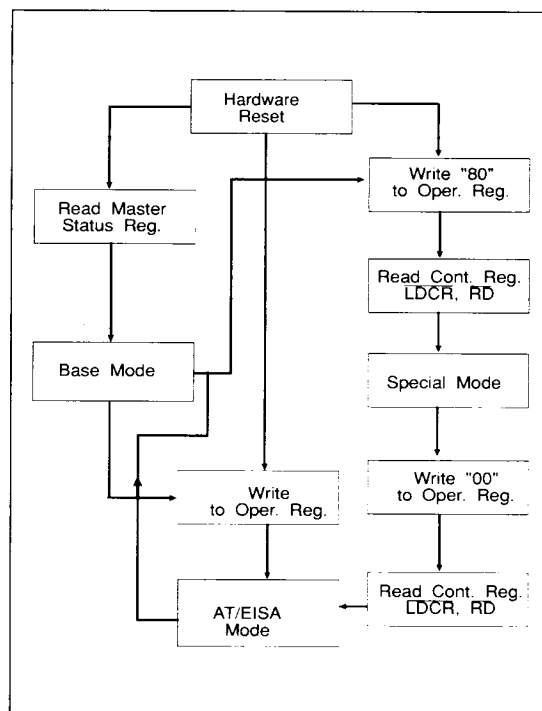 Hardware
Reset
Write "80"
to Oper. Reg.
Read Master
Status Reg.
Read Cont. Reg.
LDCR, RD
Base Mode
Special Mode
Write
to Oper. Reg.
Write "00"
to Oper. Reg.
AT/EISA
Mode
Read Cont. Reg.
LDCR, RD